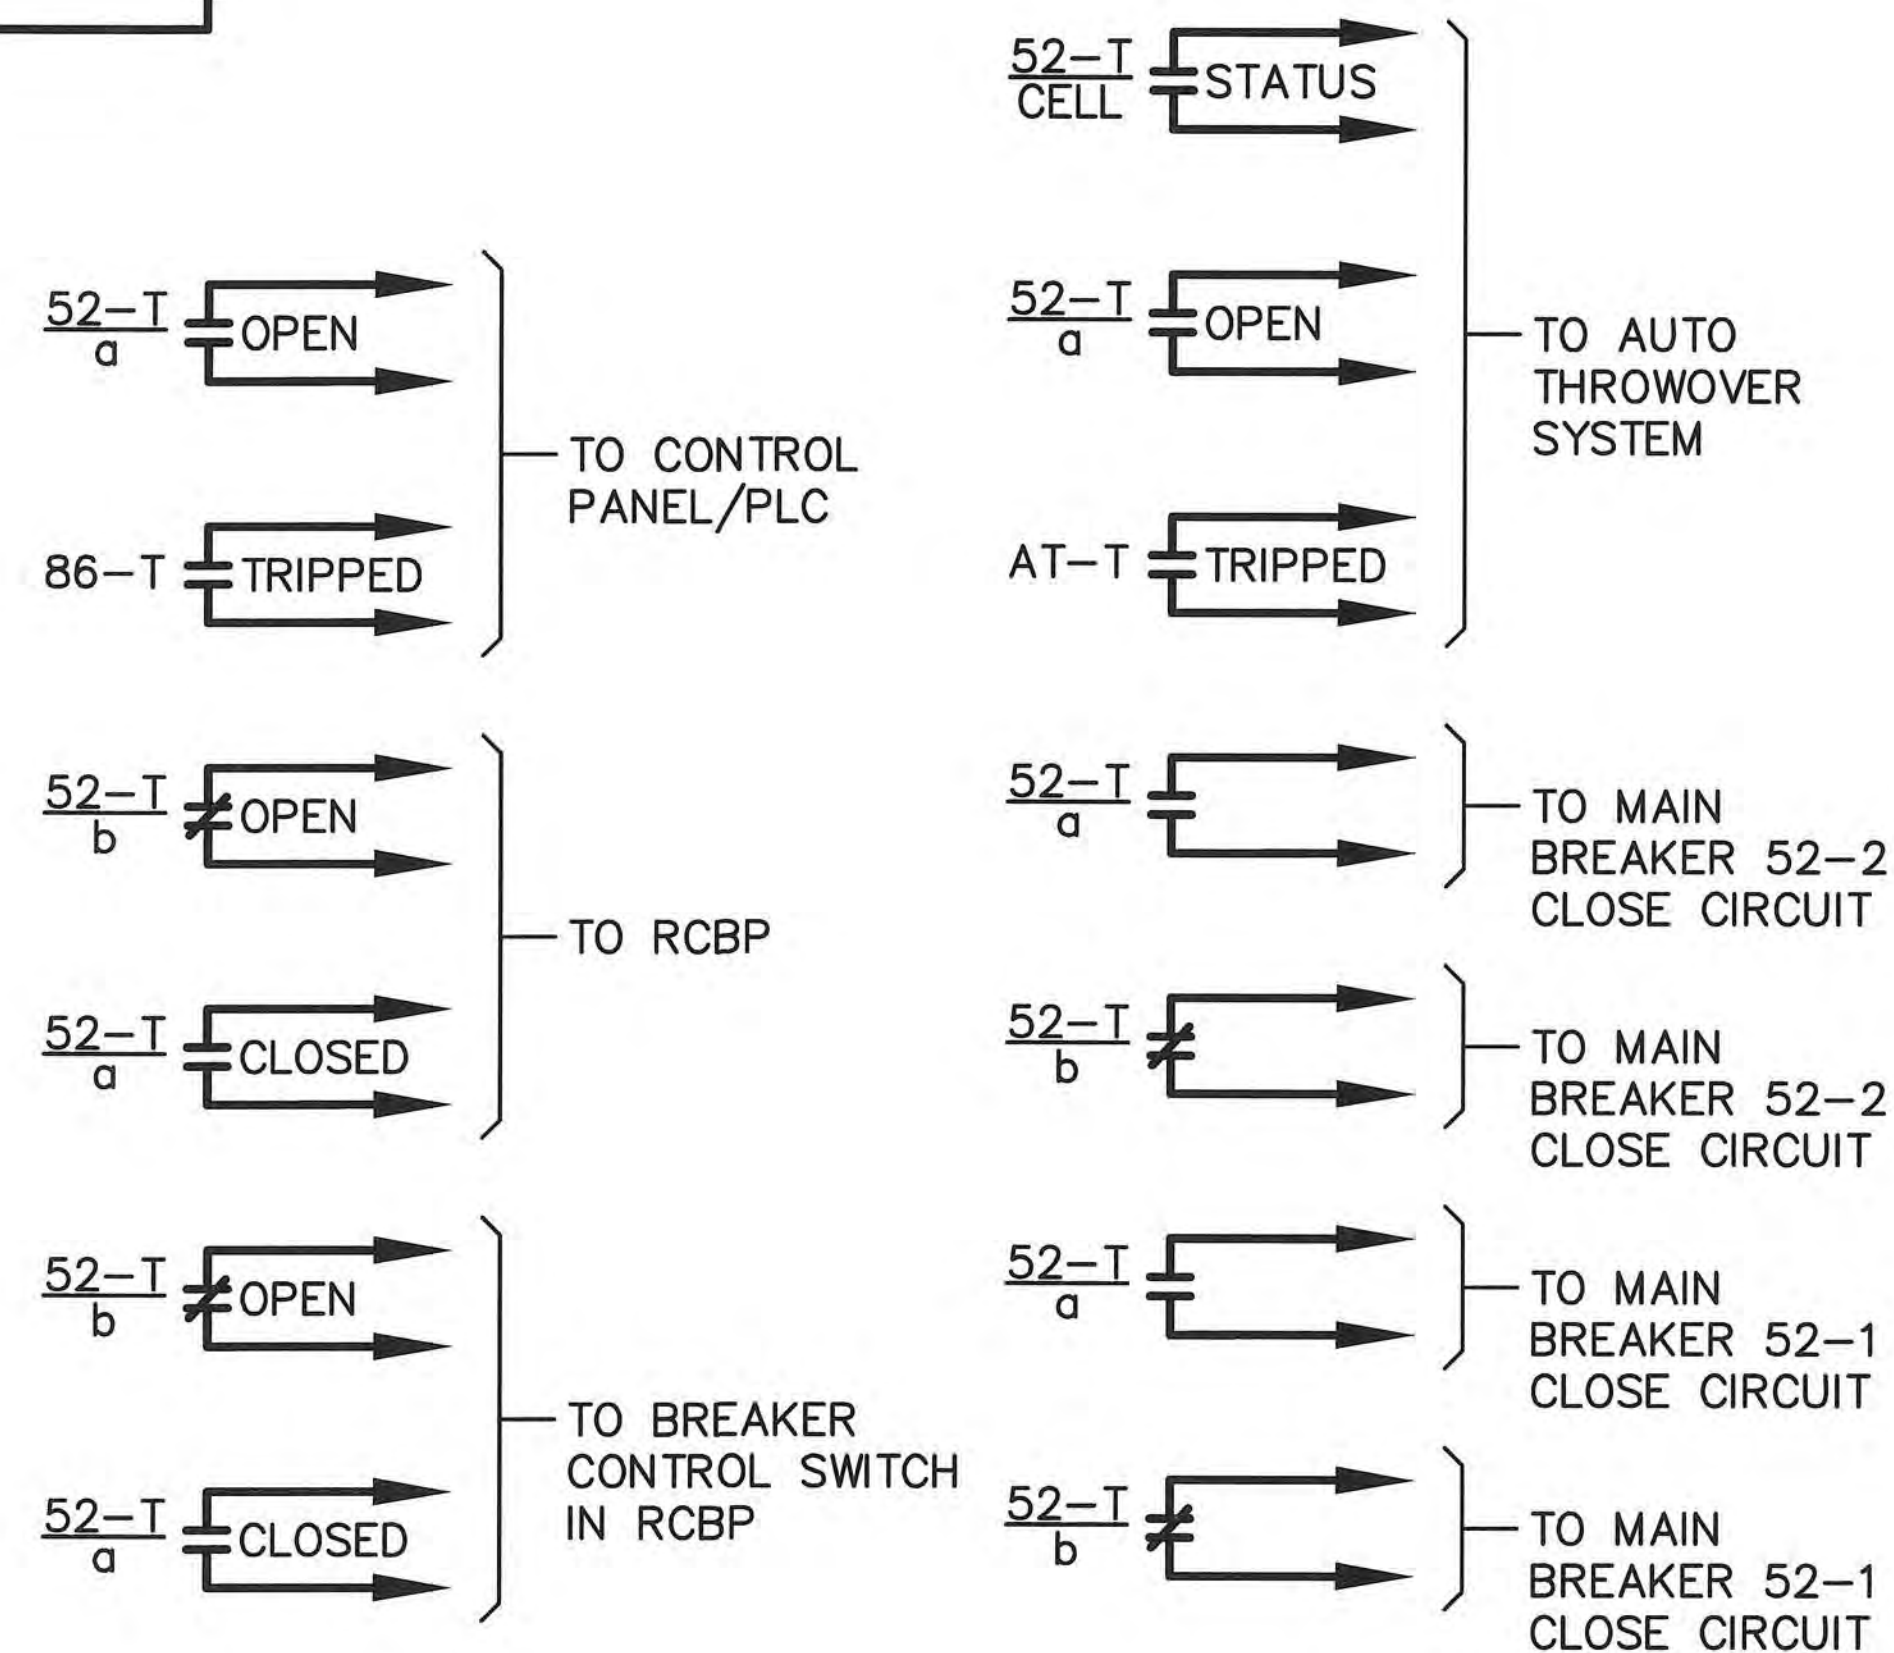 52-T
a
OPEN
86-T
TRIPPED
TO CONTROL
PANEL/PLC
52-T
b
OPEN
52-T
a
CLOSED
TO RCBP
52-T
b
OPEN
52-T
a
CLOSED
TO BREAKER
CONTROL SWITCH
IN RCBP
52-T
CELL
STATUS
52-T
a
OPEN
AT-T
TRIPPED
TO AUTO
THROWOVER
SYSTEM
52-T
a
TO MAIN
BREAKER 52-2
CLOSE CIRCUIT
52-T
b
TO MAIN
BREAKER 52-2
CLOSE CIRCUIT
52-T
a
TO MAIN
BREAKER 52-1
CLOSE CIRCUIT
52-T
b
TO MAIN
BREAKER 52-1
CLOSE CIRCUIT